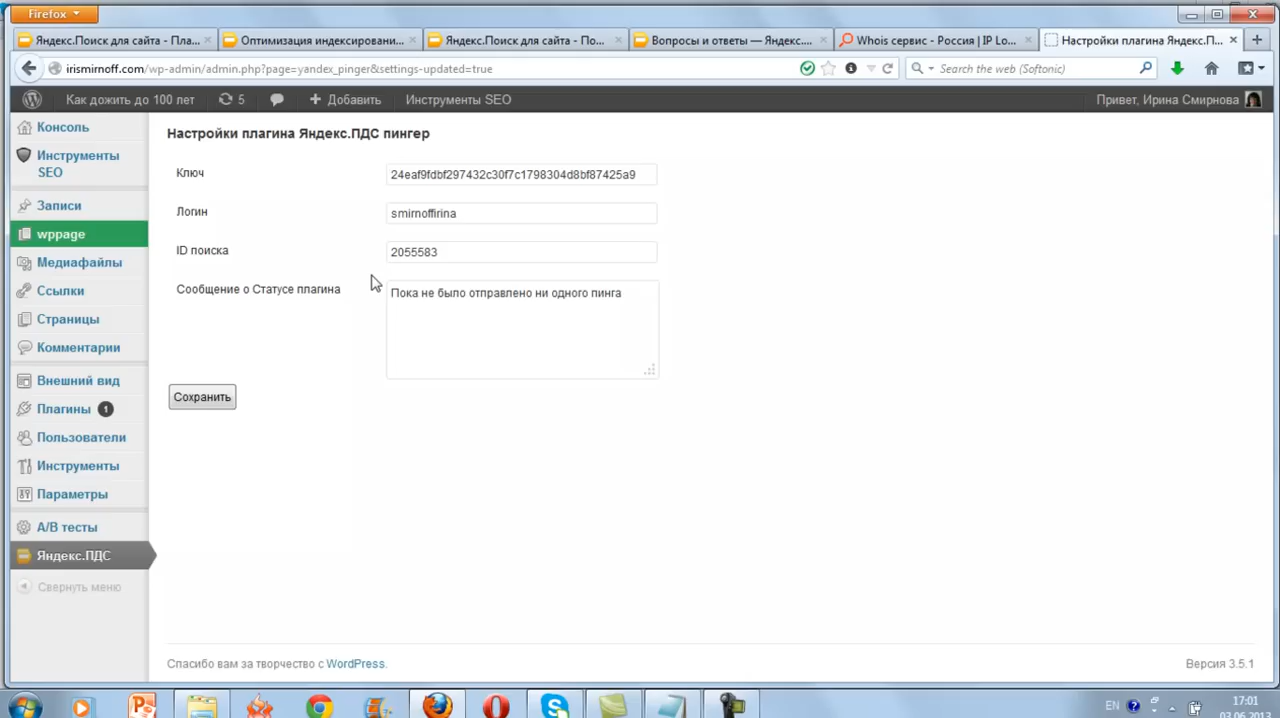 Firefox
Яндекс.Поиск для сайта - Пла...
Оптимизация индексировани...
Яндекс.Поиск для сайта - По...
Вопросы и ответы — Яндекс....
Whois сервис - Россия | IP Lo...
Настройки плагина Яндекс.П...
irismirnoff.com/wp-admin/admin.php?page=yandex_pinger&settings-updated=true
Search the web (Softonic)
Как дожить до 100 лет
5
Добавить
Инструменты SEO
Привет, Ирина Смирнова
Консоль
Инструменты
SEO
Записи
wppage
Медиафайлы
Ссылки
Страницы
Комментарии
Внешний вид
Плагины 1
Пользователи
Инструменты
Параметры
A/B тесты
Яндекс.ПДС
Свернуть меню
Настройки плагина Яндекс.ПДС пингер
Ключ
24eaf9fdbf297432c30f7c1798304d8bf87425a9
Логин
smirnoffirina
ID поиска
2055583
Сообщение о Статусе плагина
Пока не было отправлено ни одного пинга
Сохранить
Спасибо вам за творчество с WordPress.
Версия 3.5.1
EN
17:01
03.06.2013